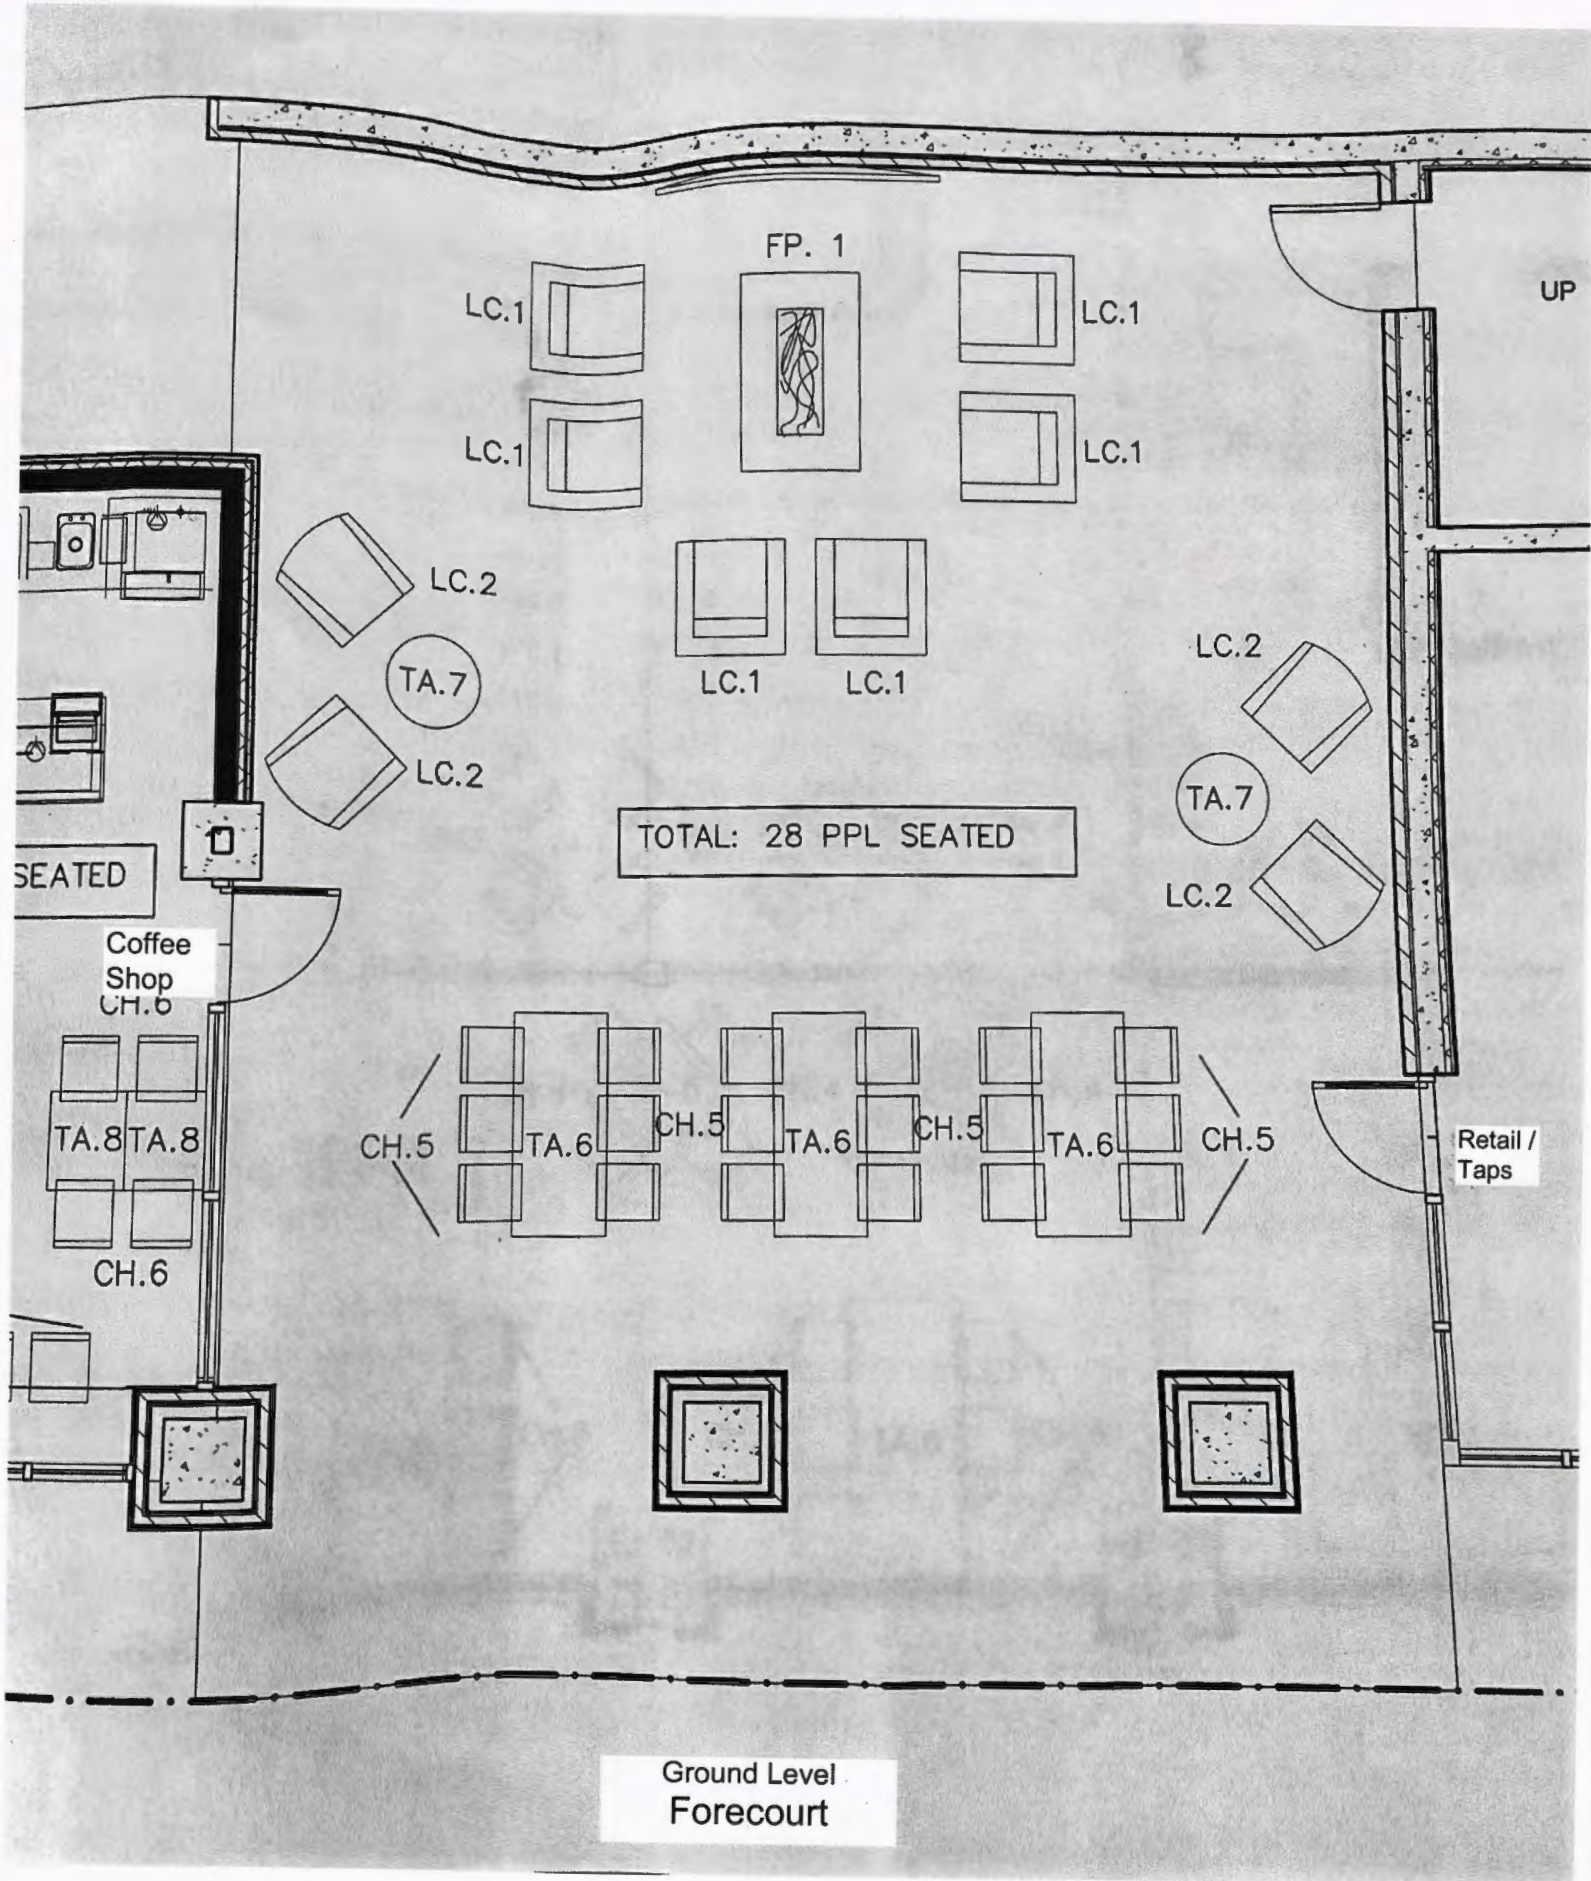 FP. 1
LC.1
LC.1
UP
LC.1
LC.1
LC.2
LC.2
TA.7
LC.1
LC.1
LC.2
TA.7
TOTAL: 28 PPL SEATED
SEATED
LC.2
Coffee
Shop
CH.6
TA.8
TA.8
CH.5
TA.6
CH.5
TA.6
CH.5
TA.6
CH.5
Retail /
Taps
CH.6
Ground Level
Forecourt